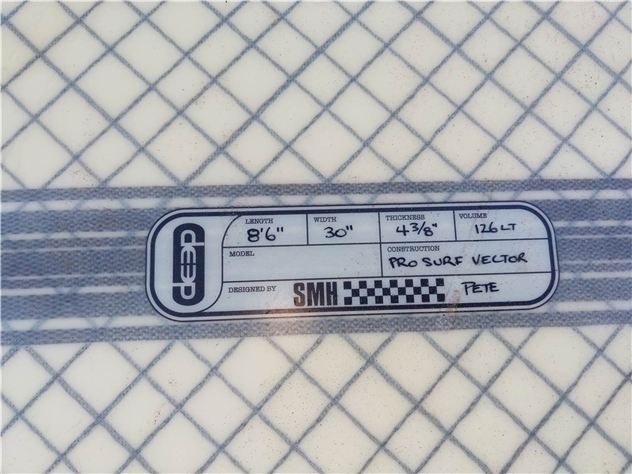 deep
LENGTH WIDTH THICKNESS VOLUME
8'6" 30" 4 3/8" 126 LT
MODEL CONSTRUCTION
PRO SURF VECTOR
DESIGNED BY SMH PETE